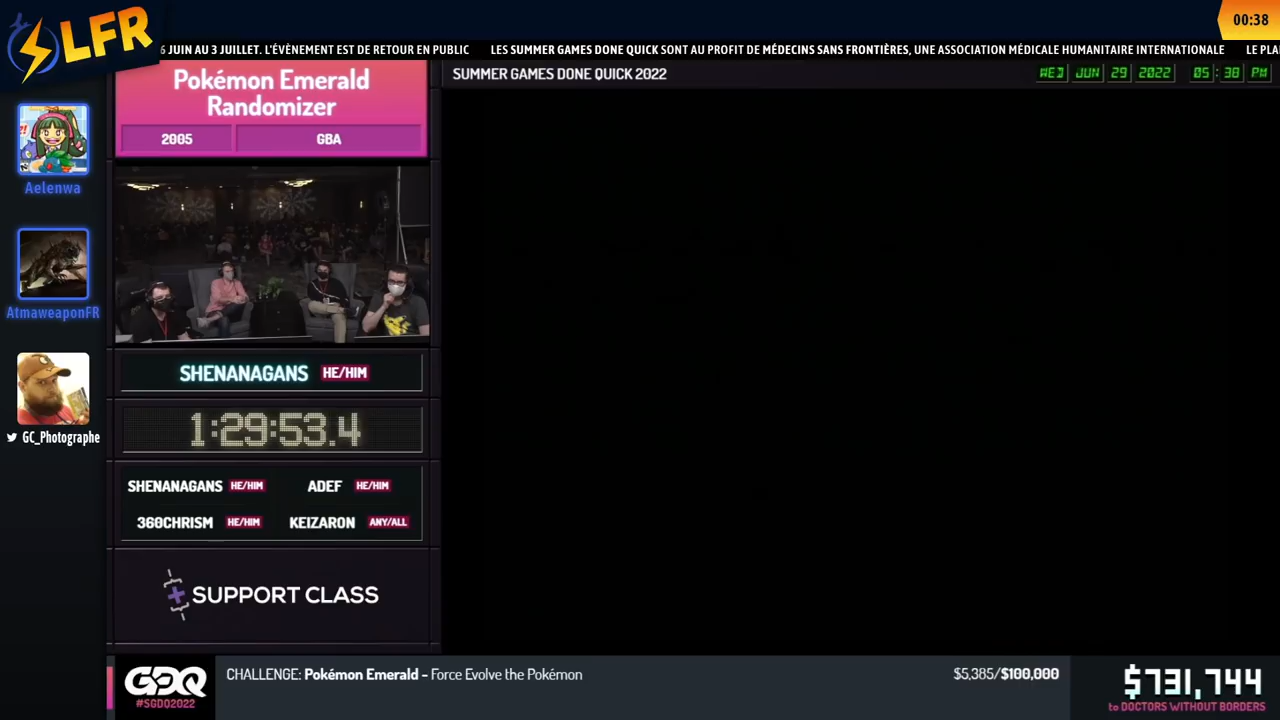 LFR
00:38
6 JUIN AU 3 JUILLET. L'ÉVÈNEMENT EST DE RETOUR EN PUBLIC LES SUMMER GAMES DONE QUICK SONT AU PROFIT DE MÉDECINS SANS FRONTIÈRES, UNE ASSOCIATION MÉDICALE HUMANITAIRE INTERNATIONALE LE PLA
Pokémon Emerald
Randomizer
2005 GBA
SUMMER GAMES DONE QUICK 2022
WED JUN 29 2022 05:38 PM
Aelenwa
AtmaweaponFR
GC_Photographe
SHENANAGANS HE/HIM
1:29:53.4
SHENANAGANS HE/HIM ADEF HE/HIM
360CHRISM HE/HIM KEIZARON ANY/ALL
SUPPORT CLASS
GDQ
#SGDQ2022
CHALLENGE: Pokémon Emerald - Force Evolve the Pokémon $5,385/$100,000
$731,744
to DOCTORS WITHOUT BORDERS